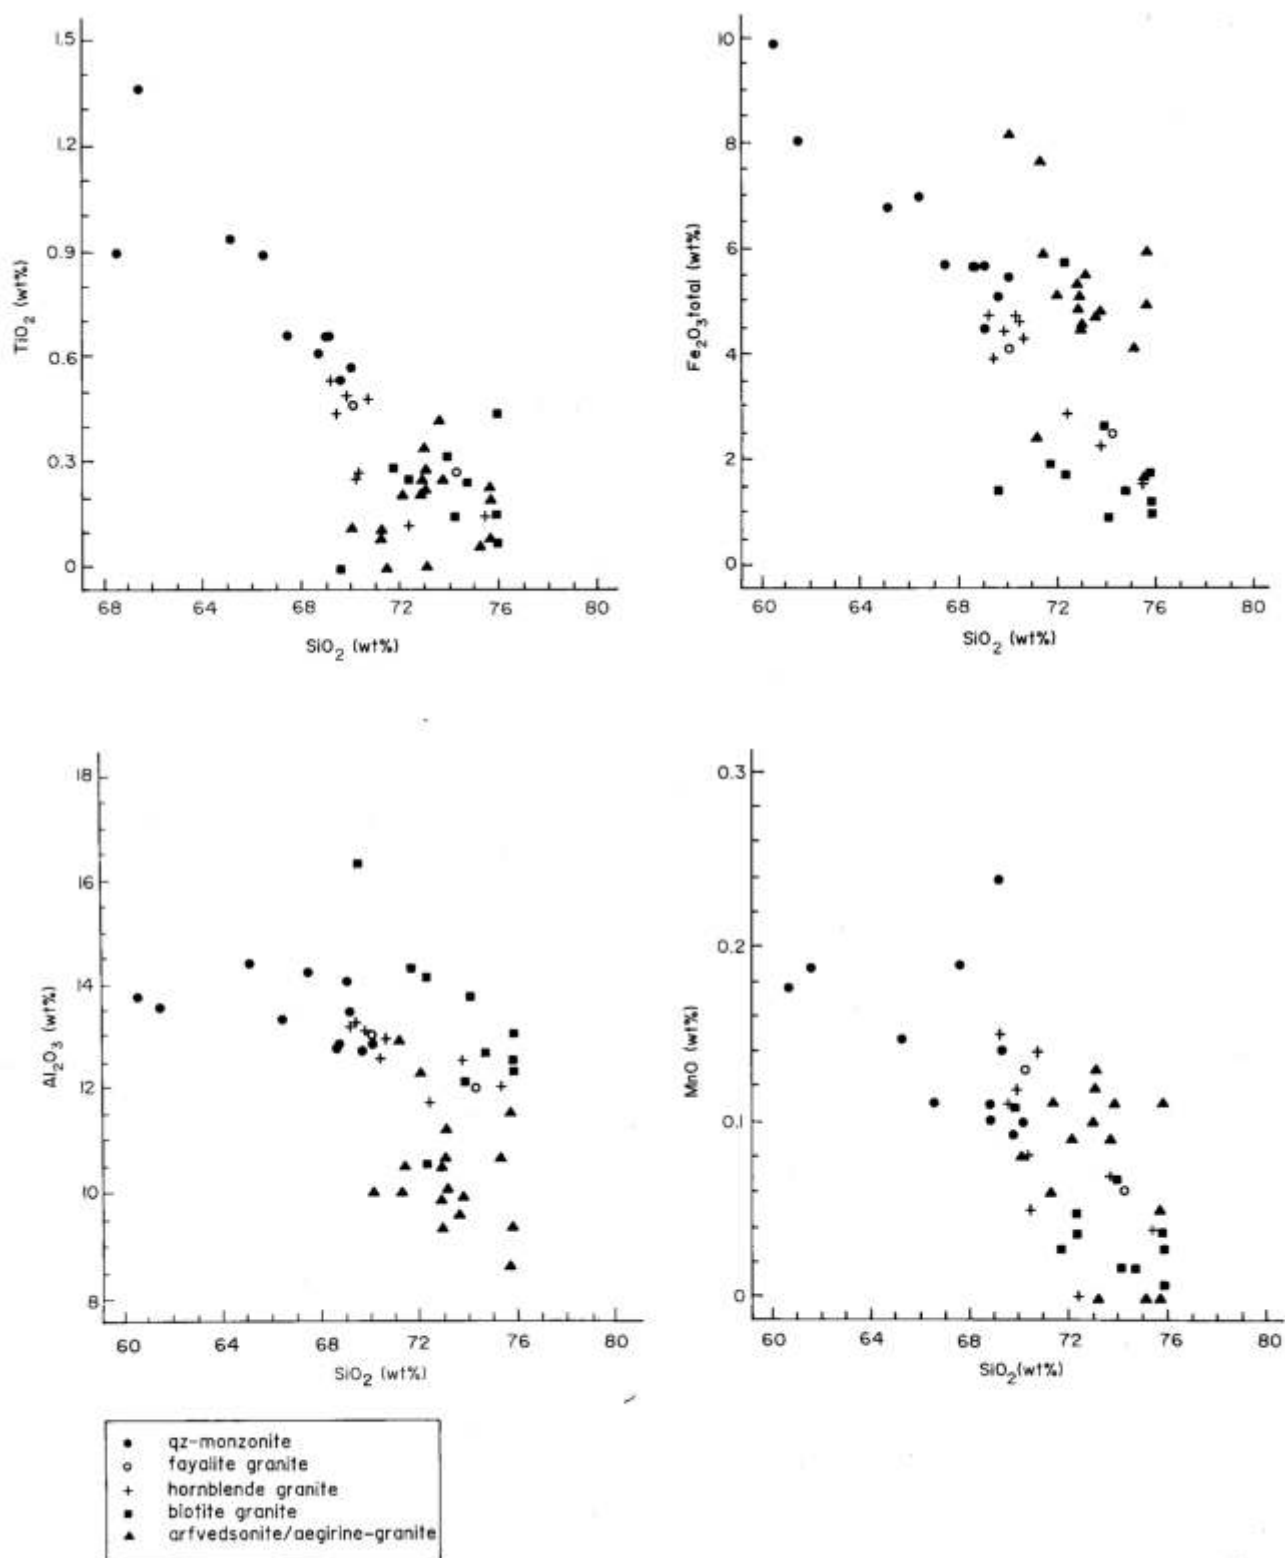 1.5
1.2
0.9
0.6
0.3
0
TiO2 (wt%)
68 64 68 72 76 80
SiO2 (wt%)
10
8
6
4
2
0
Fe2O3total (wt%)
60 64 68 72 76 80
SiO2 (wt%)
18
16
14
12
10
8
Al2O3 (wt%)
60 64 68 72 76 80
SiO2 (wt%)
0.3
0.2
0.1
0
MnO (wt%)
60 64 68 72 76 80
SiO2(wt%)
qz-monzonite
fayalite granite
hornblende granite
biotite granite
arfvedsonite/aegirine-granite